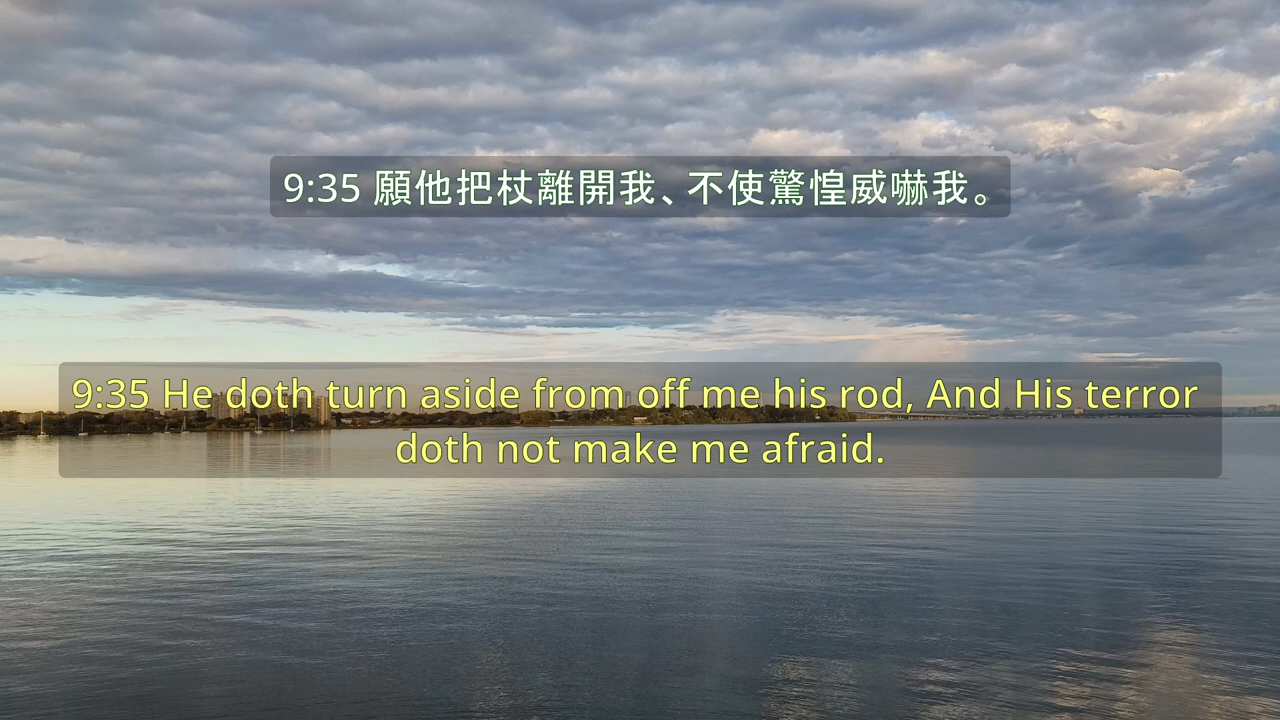 9:35 願他把杖離開我、不使驚惶威嚇我。
9:35 He doth turn aside from off me his rod, And His terror
doth not make me afraid.